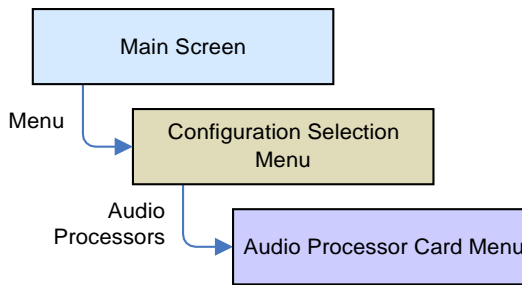 Main Screen
Menu
Configuration Selection
Menu
Audio
Processors
Audio Processor Card Menu